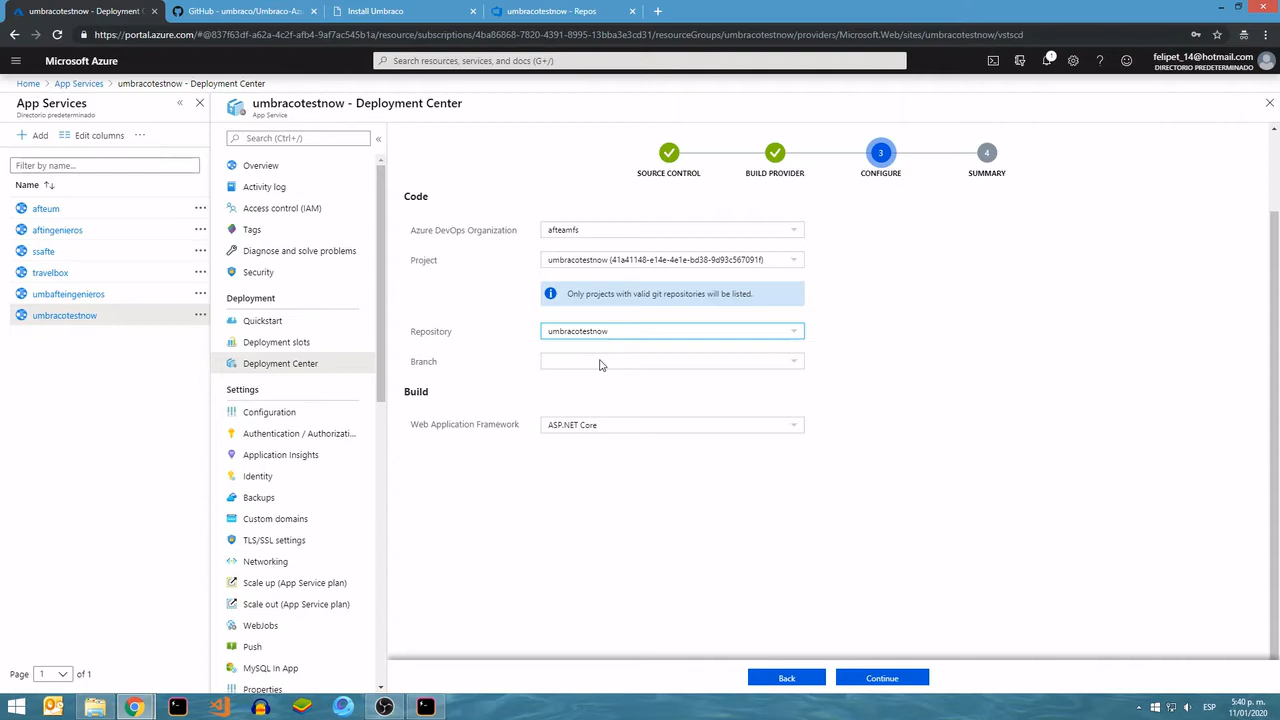 umbracotestnow - Deployment C
GitHub - umbraco/Umbraco-Az
Install Umbraco
umbracotestnow - Repos
https://portal.azure.com/#@837f63df-a62a-4c2f-afb4-9af7ac545b1a/resource/subscriptions/4ba86868-7820-4391-8995-13bba3e3cd31/resourceGroups/umbracotestnow/providers/Microsoft.Web/sites/umbracotestnow/vstscd
Microsoft Azure
Search resources, services, and docs (G+/)
1
felipet_14@hotmail.com
DIRECTORIO PREDETERMINADO
Home > App Services > umbracotestnow - Deployment Center
App Services
Directorio predeterminado
umbracotestnow - Deployment Center
App Service
Add
Edit columns
Filter by name...
Name
afteum
aftingenieros
ssafte
travelbox
umbafteingenieros
umbracotestnow
Page 1 of 1
Search (Ctrl+/)
Overview
Activity log
Access control (IAM)
Tags
Diagnose and solve problems
Security
Deployment
Quickstart
Deployment slots
Deployment Center
Settings
Configuration
Authentication / Authorizati...
Application Insights
Identity
Backups
Custom domains
TLS/SSL settings
Networking
Scale up (App Service plan)
Scale out (App Service plan)
WebJobs
Push
MySQL In App
Properties
3
4
SOURCE CONTROL
BUILD PROVIDER
CONFIGURE
SUMMARY
Code
Azure DevOps Organization
afteamfs
Project
umbracotestnow (41a41148-e14e-4e1e-bd38-9d93c567091f)
Only projects with valid git repositories will be listed.
Repository
umbracotestnow
Branch
Build
Web Application Framework
ASP.NET Core
Back
Continue
ESP
5:40 p. m.
11/01/2020